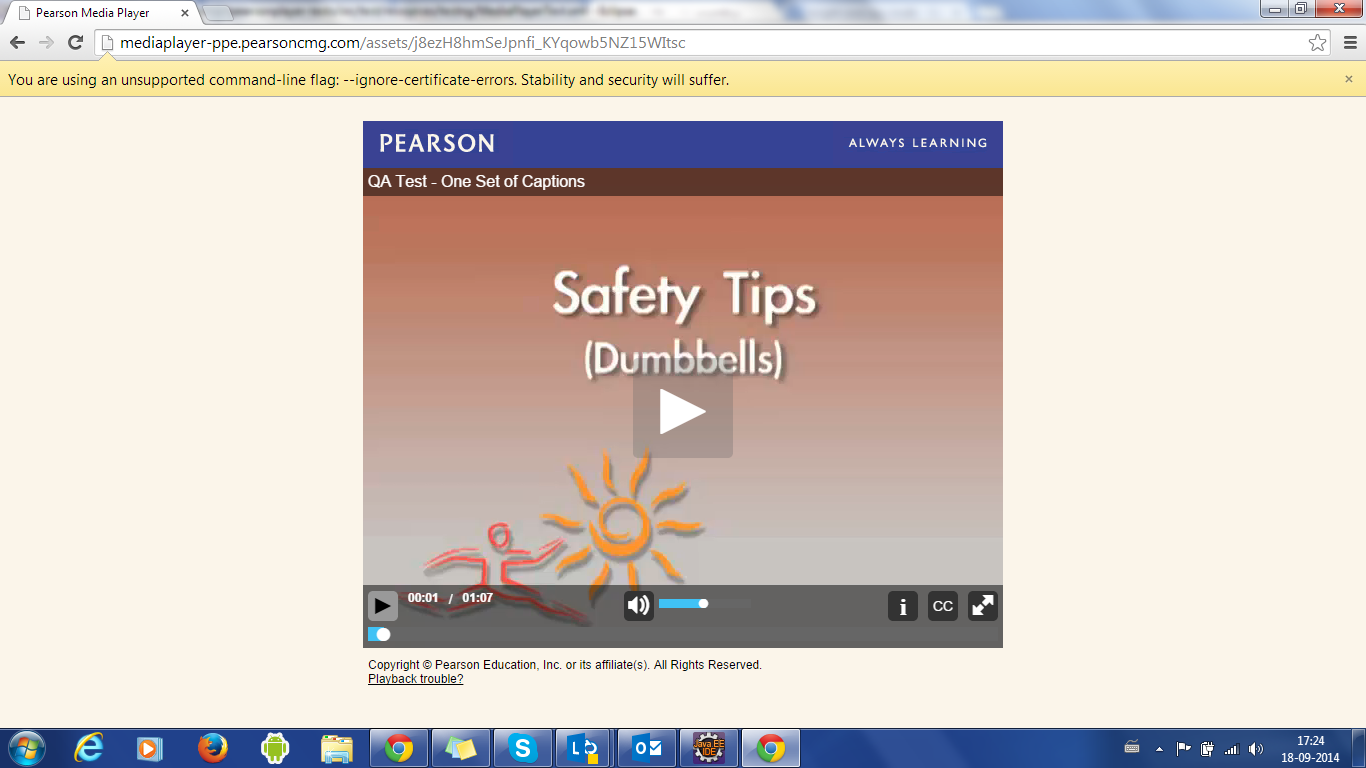 Pearson Media Player
mediaplayer-ppe.pearsoncmg.com/assets/j8ezH8hmSeJpnfi_KYqowb5NZ15WItsc
You are using an unsupported command-line flag: --ignore-certificate-errors. Stability and security will suffer.
PEARSON ALWAYS LEARNING
QA Test - One Set of Captions
Safety Tips
(Dumbbells)
00:01 / 01:07
i CC
Copyright © Pearson Education, Inc. or its affiliate(s). All Rights Reserved.
Playback trouble?
Java EE
IDE
17:24
18-09-2014